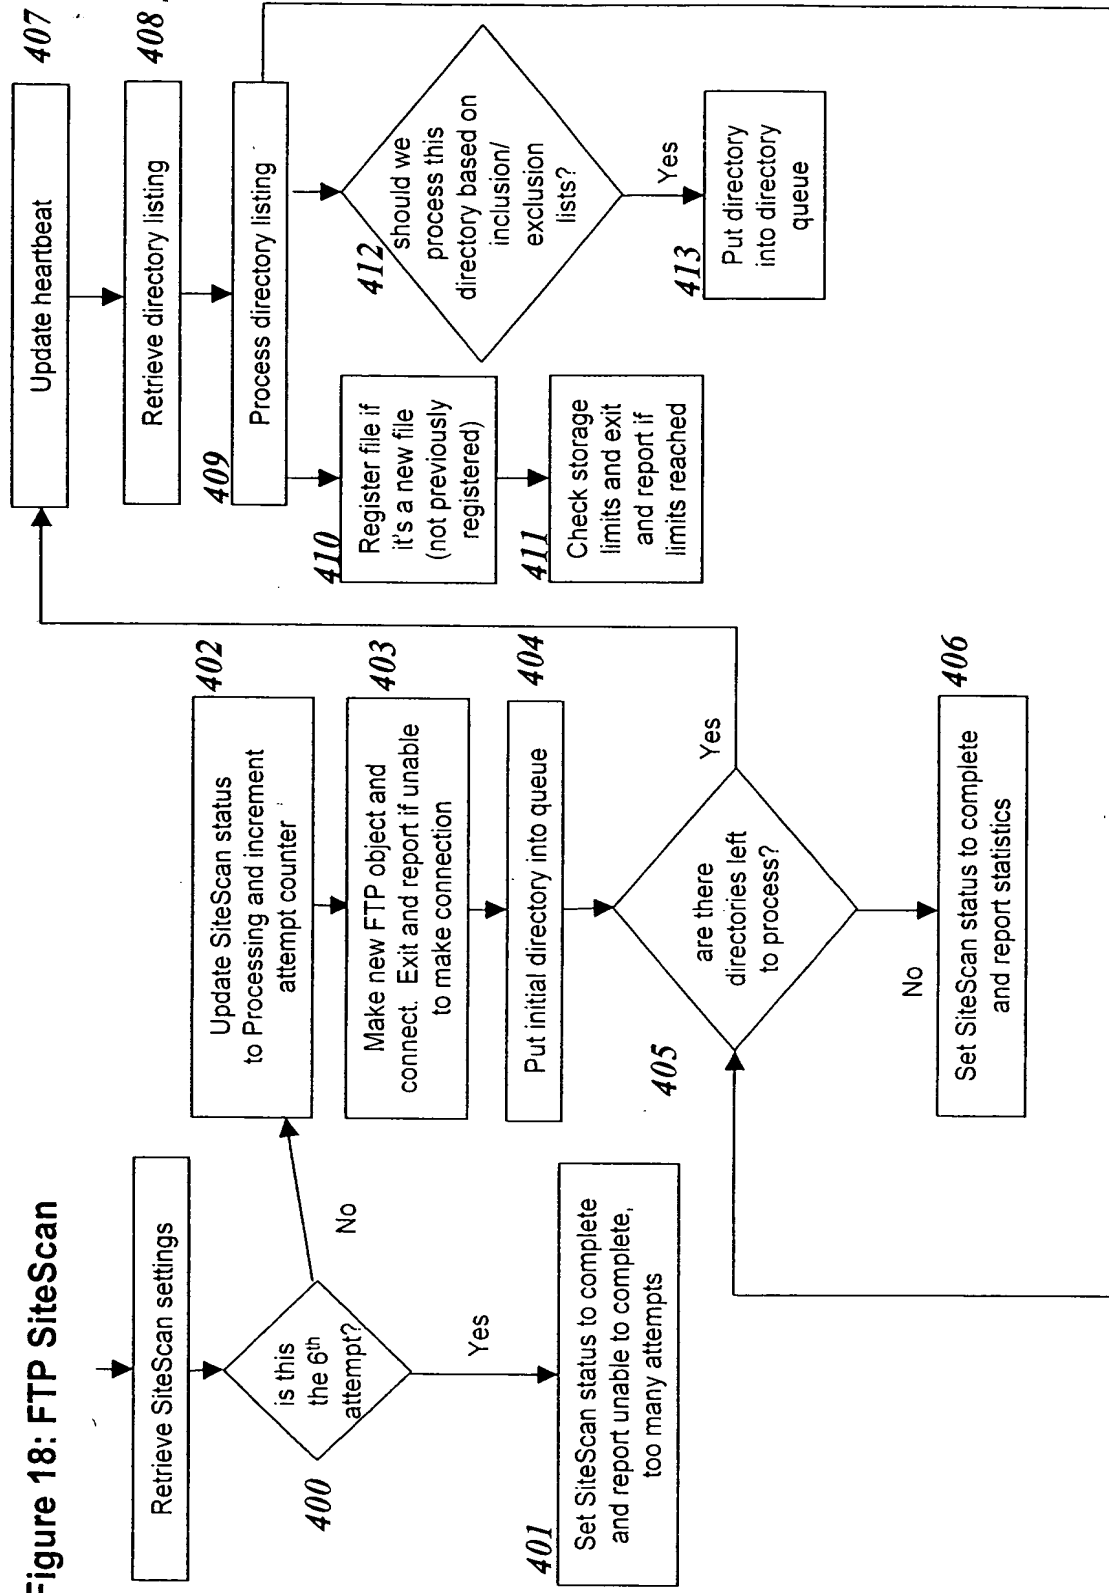 Figure 18: FTP SiteScan
Retrieve SiteScan settings
is this
the 6th
attempt?
400
No
Yes
401
Set SiteScan status to complete
and report unable to complete,
too many attempts
402
Update SiteScan status
to Processing and increment
attempt counter
403
Make new FTP object and
connect. Exit and report if unable
to make connection
404
Put initial directory into queue
405
are there
directories left
to process?
Yes
No
406
Set SiteScan status to complete
and report statistics
407
Update heartbeat
408
Retrieve directory listing
409
Process directory listing
410
Register file if
it's a new file
(not previously
registered)
411
Check storage
limits and exit
and report if
limits reached
412
should we
process this
directory based on
inclusion/
exclusion
lists?
Yes
413
Put directory
into directory
queue